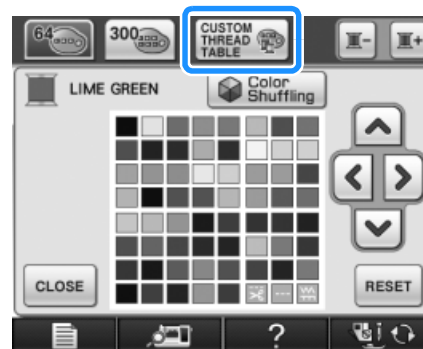 64
300
CUSTOM
THREAD
TABLE
-
+
LIME GREEN
Color
Shuffling
CLOSE
RESET
?